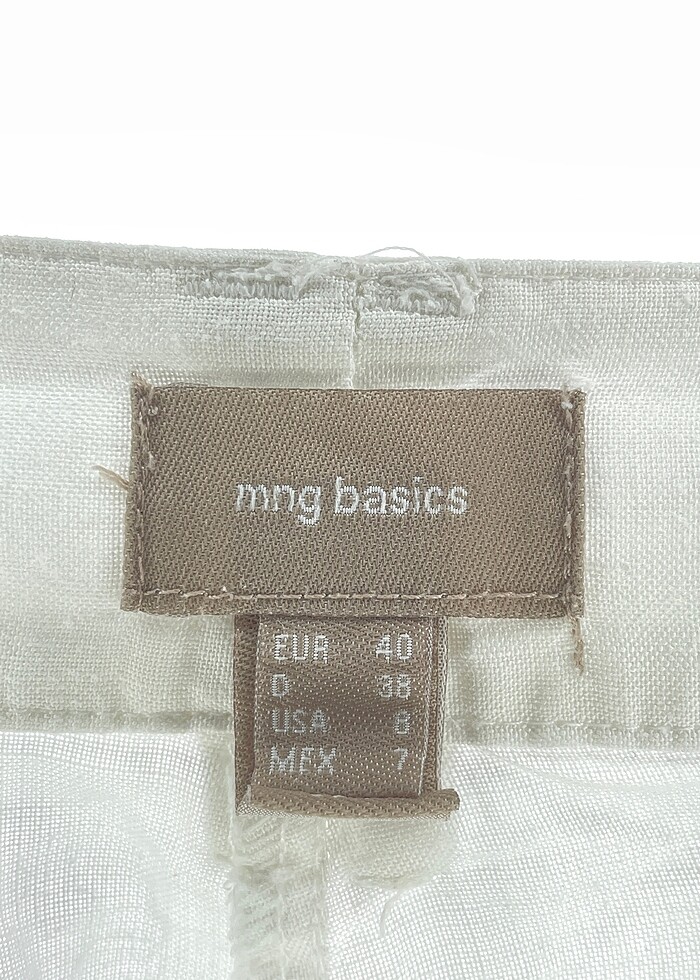 mng basics
EUR 40
D 38
USA 8
MEX 7